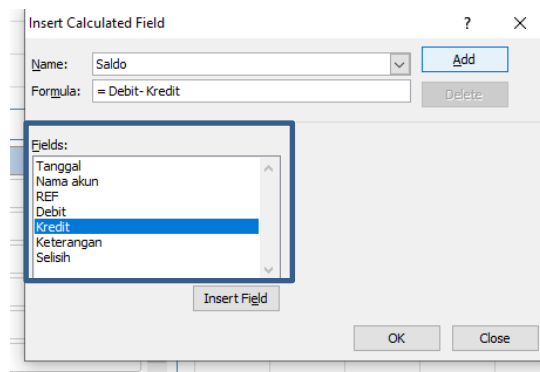 Insert Calculated Field ? ×
Name: Saldo Add
Formula: = Debit- Kredit Delete
Fields:
Tanggal
Nama akun
REF
Debit
Kredit
Keterangan
Selisih
Insert Field
OK Close